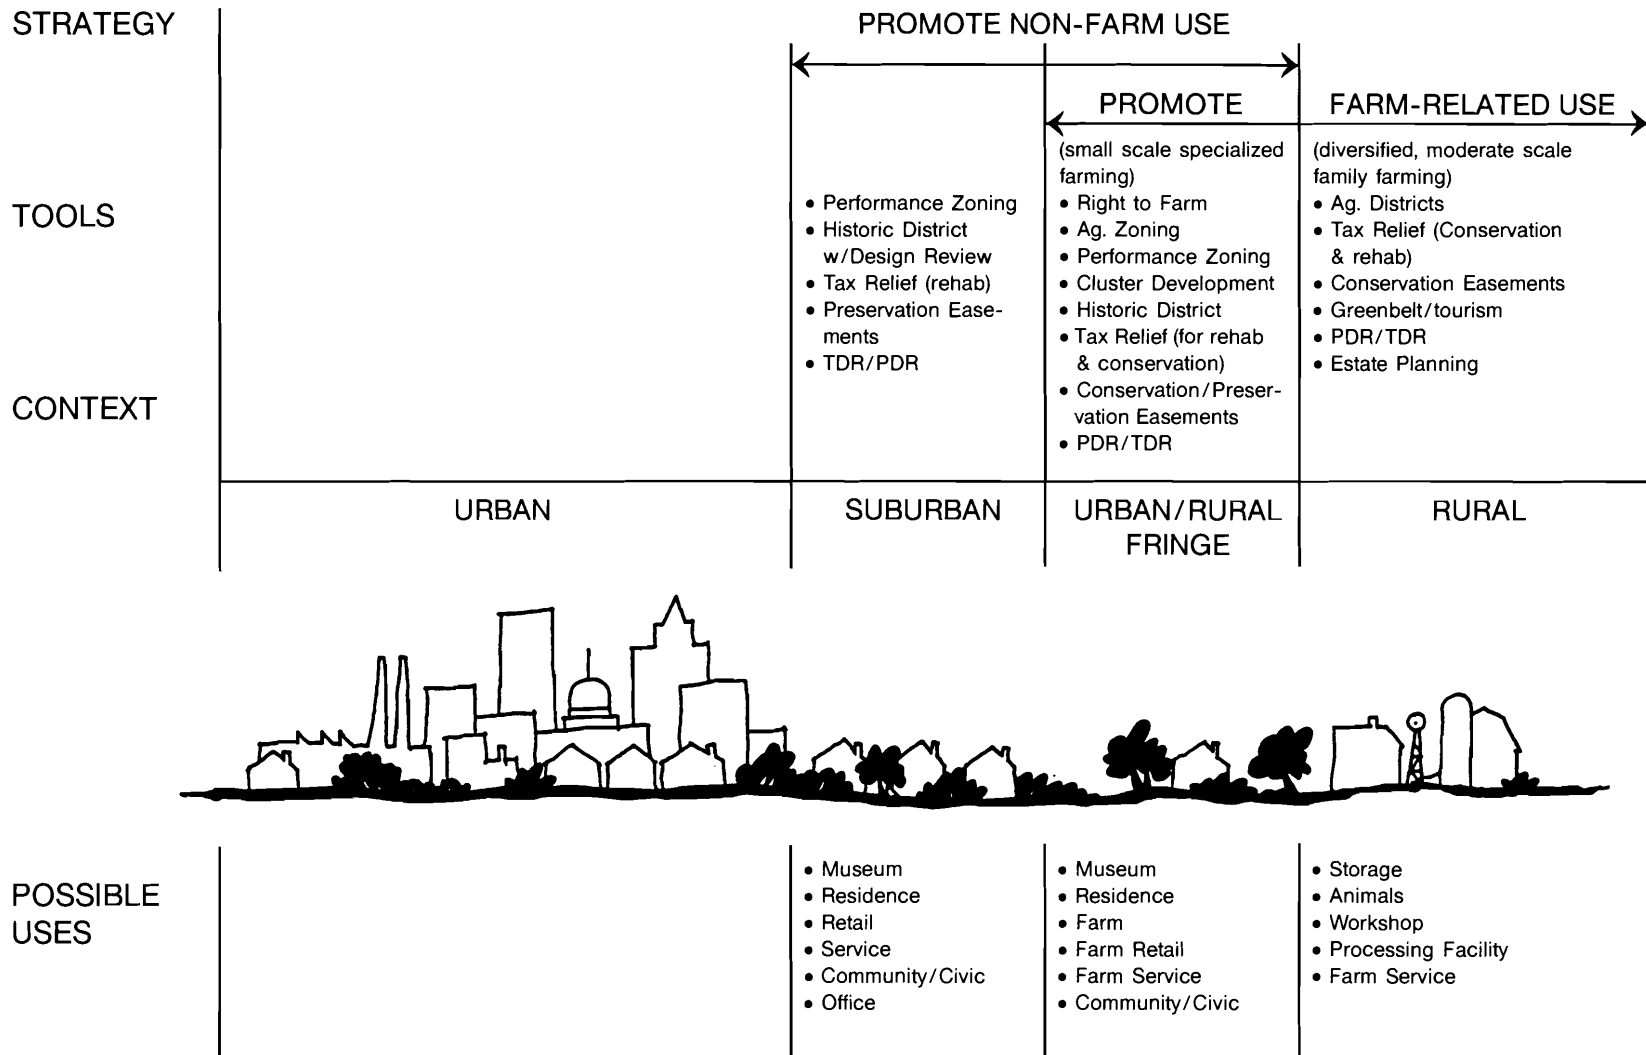 STRATEGY
PROMOTE NON-FARM USE
PROMOTE
FARM-RELATED USE
TOOLS
• Performance Zoning
• Historic District
w/Design Review
• Tax Relief (rehab)
• Preservation Ease-
ments
• TDR/PDR
(small scale specialized
farming)
• Right to Farm
• Ag. Zoning
• Performance Zoning
• Cluster Development
• Historic District
• Tax Relief (for rehab
& conservation)
• Conservation/Preser-
vation Easements
• PDR/TDR
(diversified, moderate scale
family farming)
• Ag. Districts
• Tax Relief (Conservation
& rehab)
• Conservation Easements
• Greenbelt/tourism
• PDR/TDR
• Estate Planning
CONTEXT
URBAN
SUBURBAN
URBAN/RURAL
FRINGE
RURAL
POSSIBLE
USES
• Museum
• Residence
• Retail
• Service
• Community/Civic
• Office
• Museum
• Residence
• Farm
• Farm Retail
• Farm Service
• Community/Civic
• Storage
• Animals
• Workshop
• Processing Facility
• Farm Service